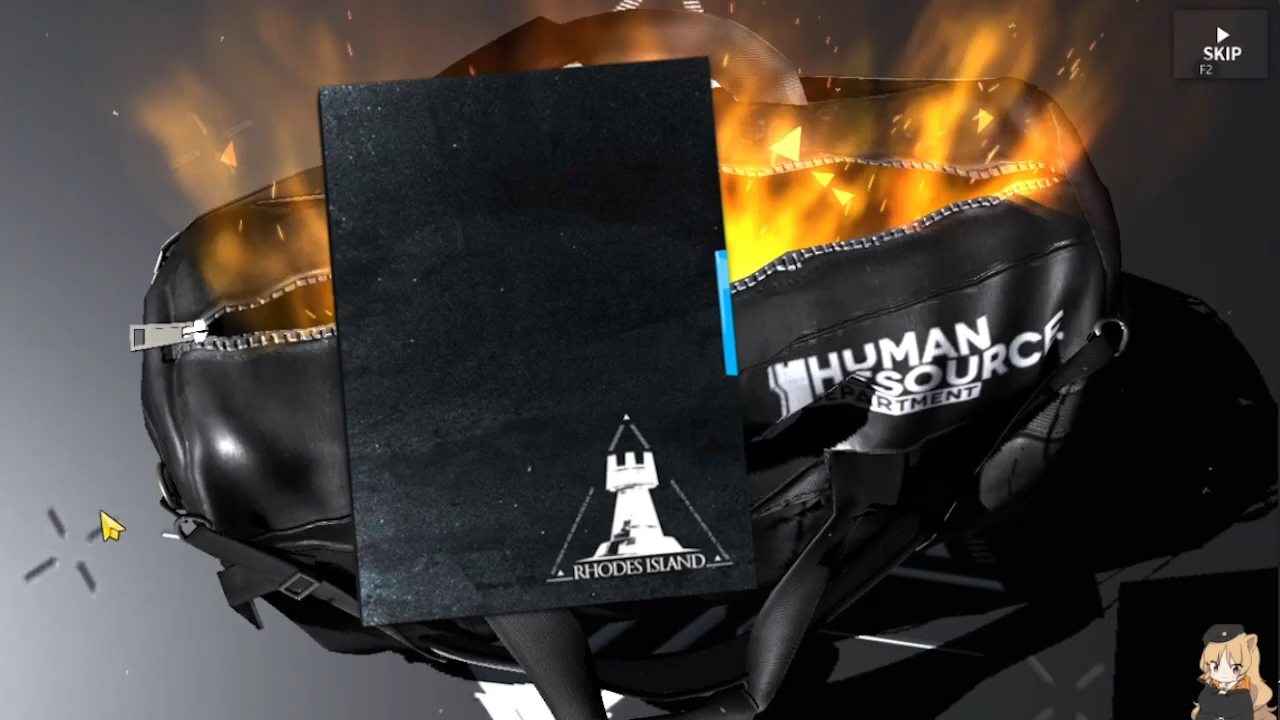 SKIP
F2
HUMAN
RESOURCE
DEPARTMENT
RHODES ISLAND